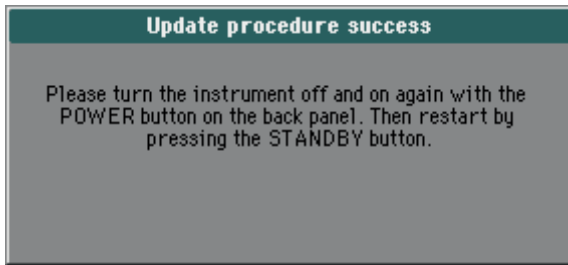 Update procedure success
Please turn the instrument off and on again with the
POWER button on the back panel. Then restart by
pressing the STANDBY button.